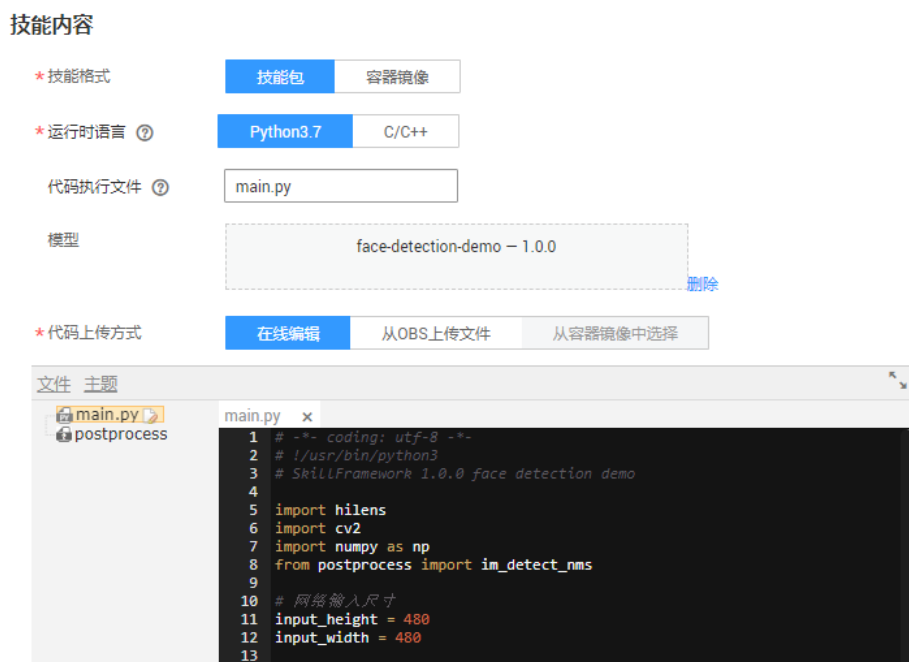 技能内容
*技能格式 技能包 容器镜像
*运行时语言 ? Python3.7 C/C++
代码执行文件 ? main.py
模型 face-detection-demo — 1.0.0
删除
*代码上传方式 在线编辑 从OBS上传文件 从容器镜像中选择
文件 主题
main.py
postprocess
main.py ×
1 # -*- coding: utf-8 -*-
2 # !/usr/bin/python3
3 # SkillFramework 1.0.0 face detection demo
4
5 import hilens
6 import cv2
7 import numpy as np
8 from postprocess import im_detect_nms
9
10 # 网络输入尺寸
11 input_height = 480
12 input_width = 480
13